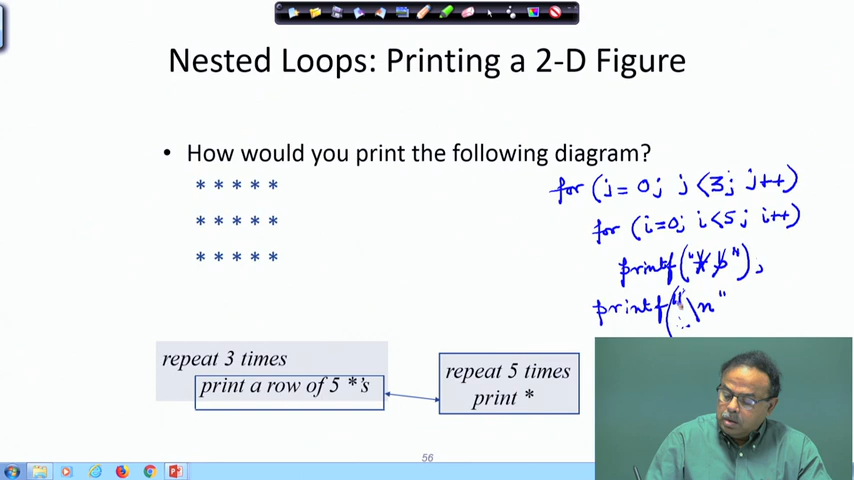 Nested Loops: Printing a 2-D Figure
• How would you print the following diagram?
* * * * *
* * * * *
* * * * *
for (j = 0; j < 3; j++)
for (i=0; i < 5; i++)
printf("* b");
printf("\n"
repeat 3 times
print a row of 5 *'s
repeat 5 times
print *
56